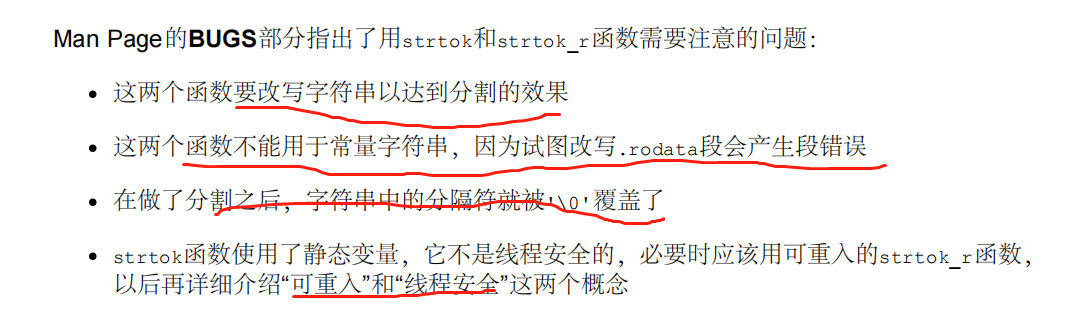 Man Page的BUGS部分指出了用strtok和strtok_r函数需要注意的问题：
• 这两个函数要改写字符串以达到分割的效果
• 这两个函数不能用于常量字符串，因为试图改写.rodata段会产生段错误
• 在做了分割之后，字符串中的分隔符就被'\0'覆盖了
• strtok函数使用了静态变量，它不是线程安全的，必要时应该用可重入的strtok_r函数，
以后再详细介绍“可重入”和“线程安全”这两个概念